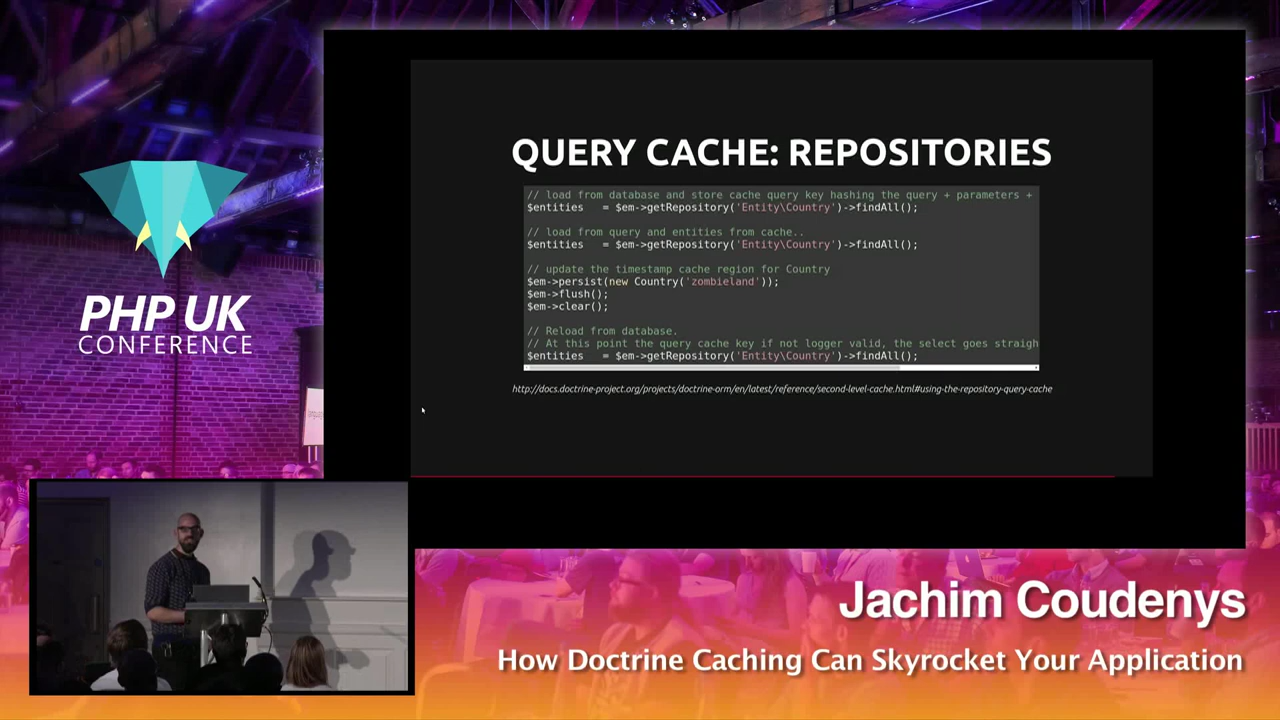 PHP UK
CONFERENCE
QUERY CACHE: REPOSITORIES
// load from database and store cache query key hashing the query + parameters +
$entities   = $em->getRepository('Entity\Country')->findAll();
// load from query and entities from cache..
$entities   = $em->getRepository('Entity\Country')->findAll();
// update the timestamp cache region for Country
$em->persist(new Country('zombieland'));
$em->flush();
$em->clear();
// Reload from database.
// At this point the query cache key if not logger valid, the select goes straigh
$entities   = $em->getRepository('Entity\Country')->findAll();
http://docs.doctrine-project.org/projects/doctrine-orm/en/latest/reference/second-level-cache.html#using-the-repository-query-cache
Jachim Coudenys
How Doctrine Caching Can Skyrocket Your Application